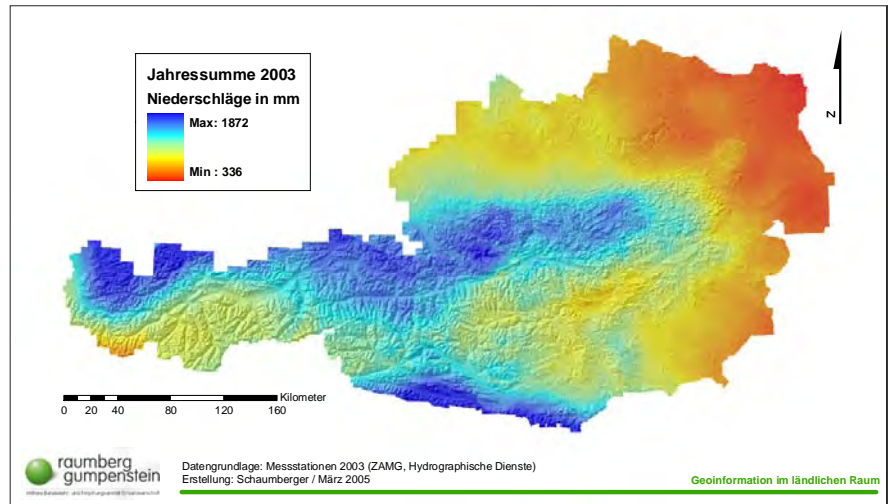 Jahressumme 2003
Niederschläge in mm
Max: 1872
Min : 336
N
Kilometer
0 20 40 80 120 160
raumberg
gumpenstein
Datengrundlage: Messstationen 2003 (ZAMG, Hydrographische Dienste)
Erstellung: Schaumberger / März 2005
Geoinformation im ländlichen Raum